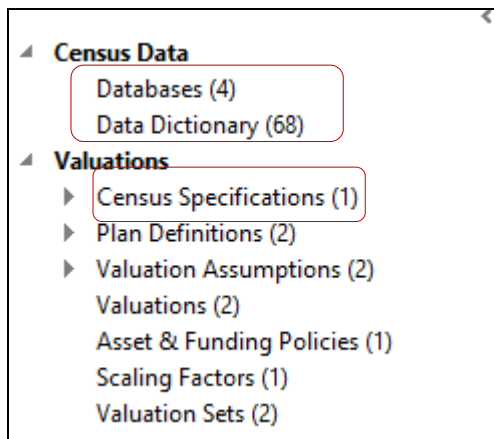 Census Data
Databases (4)
Data Dictionary (68)
Valuations
Census Specifications (1)
Plan Definitions (2)
Valuation Assumptions (2)
Valuations (2)
Asset & Funding Policies (1)
Scaling Factors (1)
Valuation Sets (2)